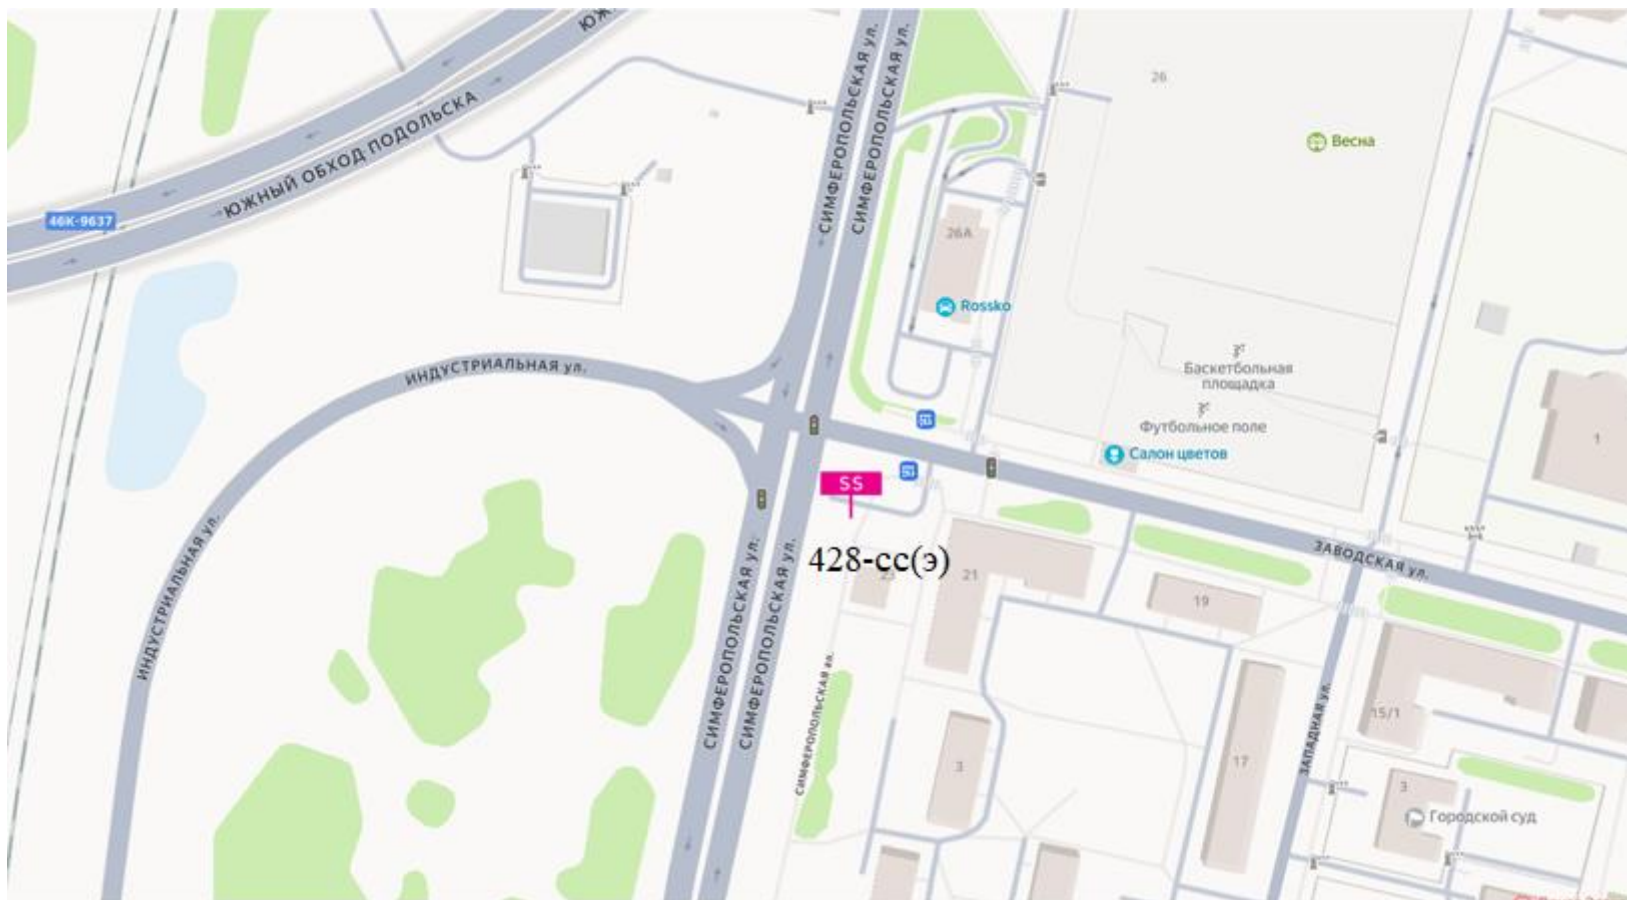 ЮЖ
СИМФЕРОПОЛЬСКАЯ ул.
СИМФЕРОПОЛЬСКАЯ ул.
26
ЮЖНЫЙ ОБХОД ПОДОЛЬСКА
Весна
46К-9637
26А
Rossko
Баскетбольная
площадка
ИНДУСТРИАЛЬНАЯ ул.
Футбольное поле
Салон цветов
1
SS
428-сс(э)
23
21
19
ЗАВОДСКАЯ ул.
ИНДУСТРИАЛЬНАЯ ул.
СИМФЕРОПОЛЬСКАЯ ул.
СИМФЕРОПОЛЬСКАЯ ул.
СИМФЕРОПОЛЬСКАЯ ул.
ЗАПАДНАЯ ул.
15/1
3
17
3
Городской суд